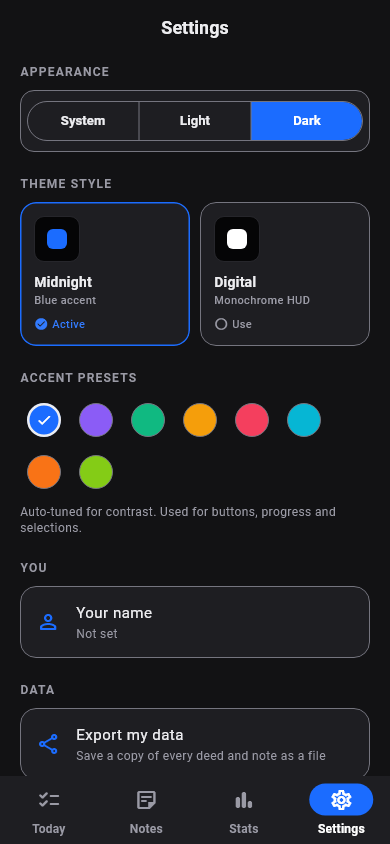 Settings
APPEARANCE
System
Light
Dark
THEME STYLE
Midnight
Blue accent
Active
Digital
Monochrome HUD
Use
ACCENT PRESETS
Auto-tuned for contrast. Used for buttons, progress and
selections.
YOU
Your name
Not set
DATA
Export my data
Save a copy of every deed and note as a file
Today
Notes
Stats
Settings